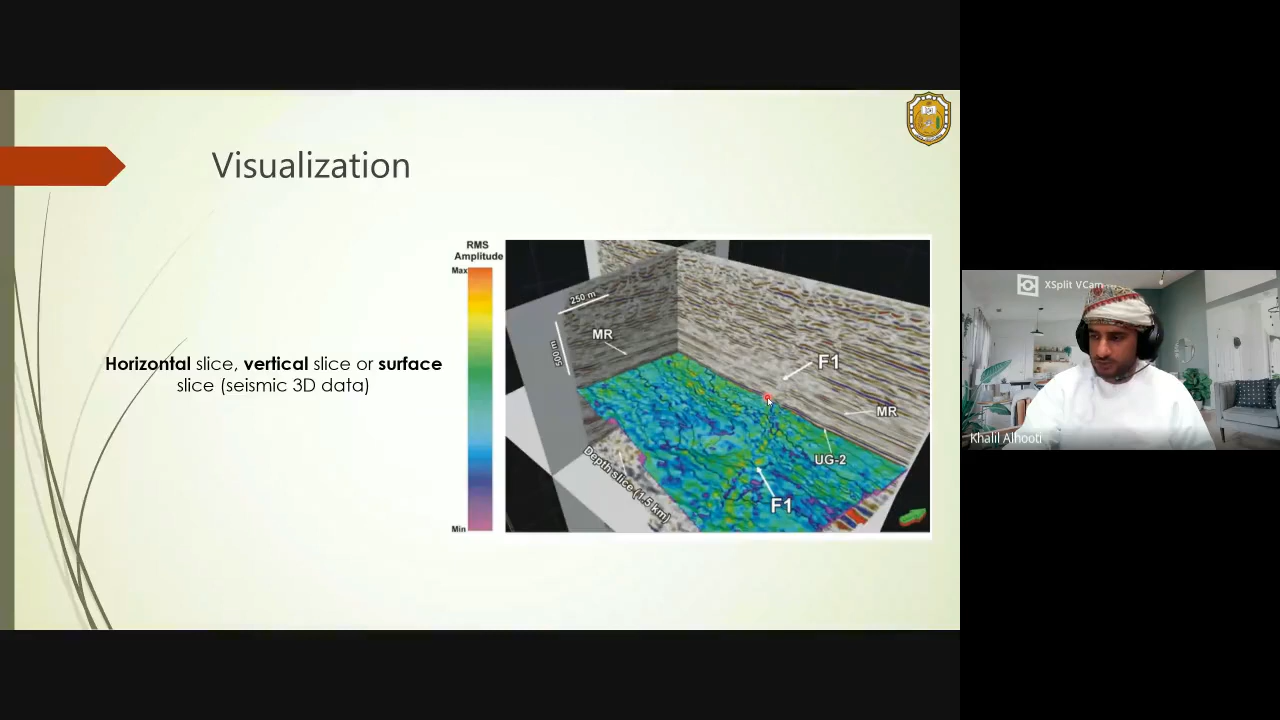 Visualization
RMS
Amplitude
Max
Min
Horizontal slice, vertical slice or surface
slice (seismic 3D data)
250 m
500 m
MR
F1
MR
UG-2
F1
Depth slice (1.5 km)
XSplit VCam
Khalil Alhooti